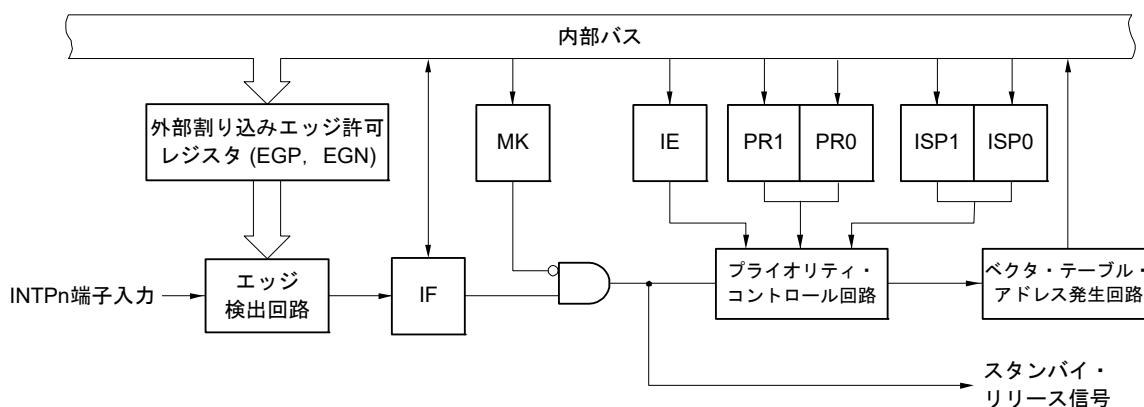 内部バス
外部割り込みエッジ許可
レジスタ (EGP, EGN)
MK
IE
PR1
PR0
ISP1
ISP0
INTPn端子入力
エッジ
検出回路
IF
プライオリティ・
コントロール回路
ベクタ・テーブル・
アドレス発生回路
スタンバイ・
リリース信号